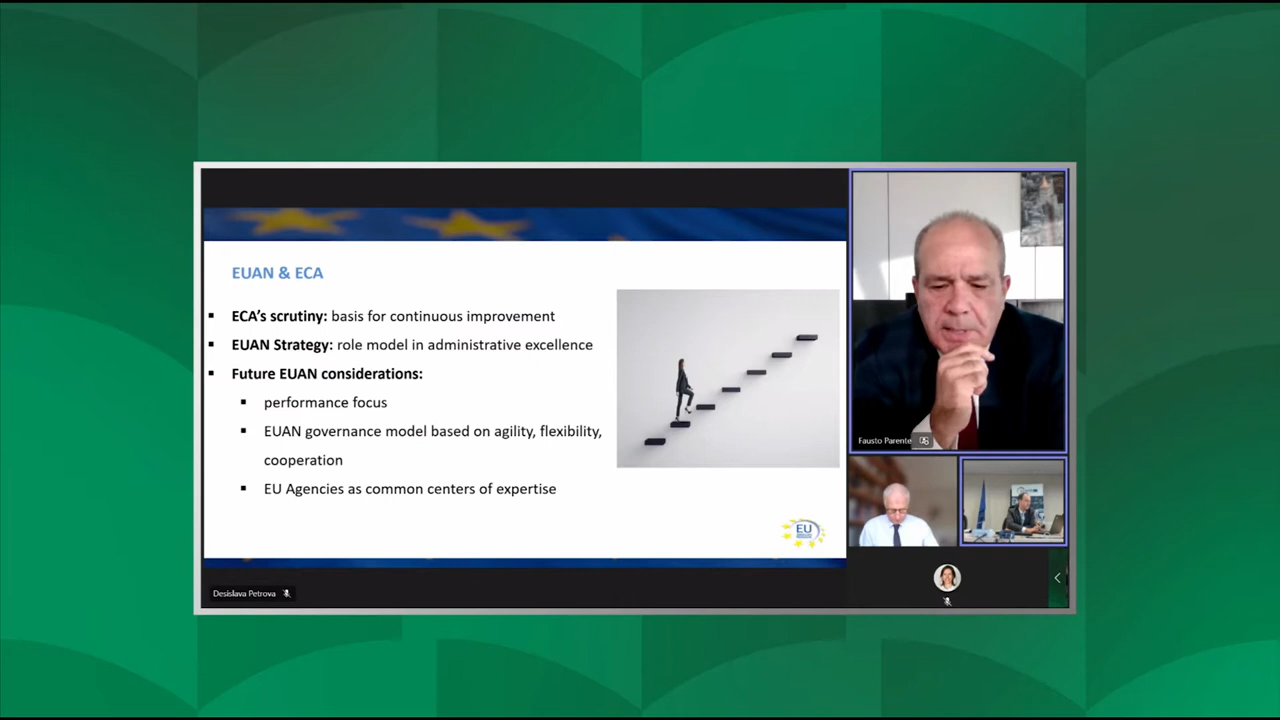 EUAN & ECA
▪ ECA's scrutiny: basis for continuous improvement
▪ EUAN Strategy: role model in administrative excellence
▪ Future EUAN considerations:
▪ performance focus
▪ EUAN governance model based on agility, flexibility,
cooperation
▪ EU Agencies as common centers of expertise
EU
Desislava Petrova
Fausto Parente